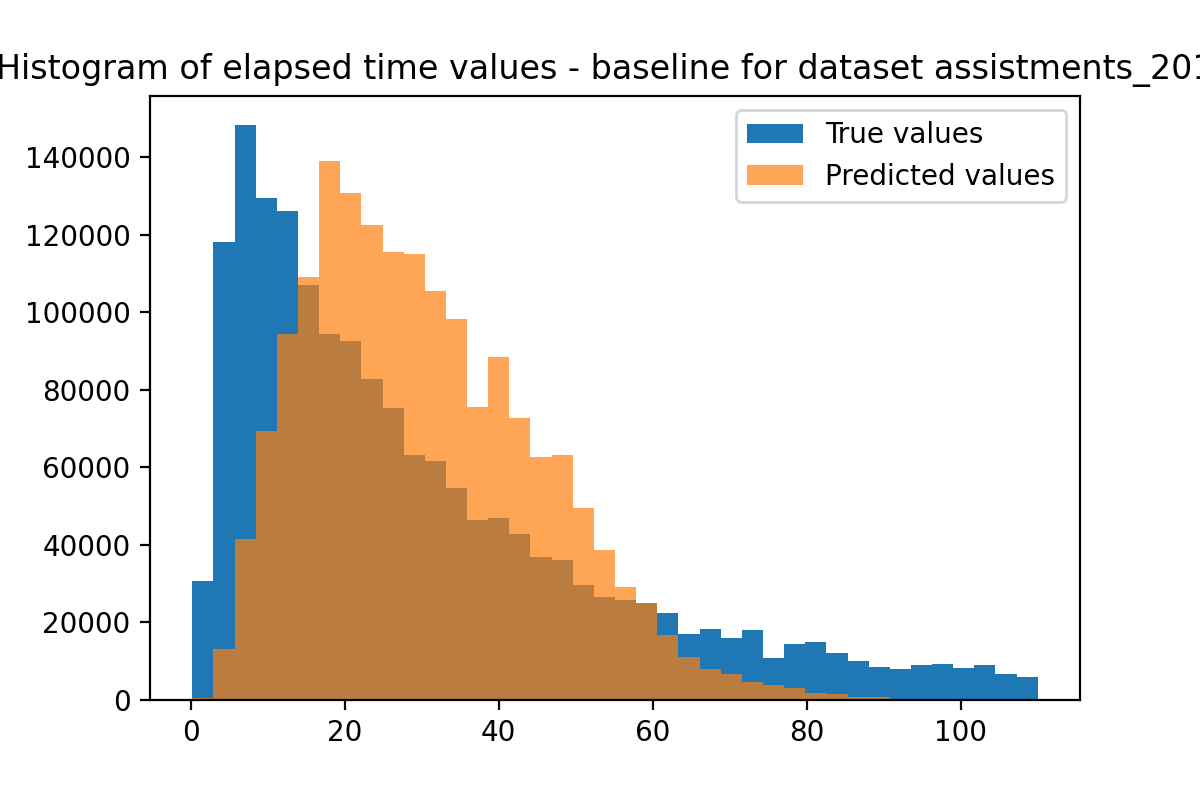 Histogram of elapsed time values - baseline for dataset assistments_201
True values
Predicted values
140000
120000
100000
80000
60000
40000
20000
0
0 20 40 60 80 100